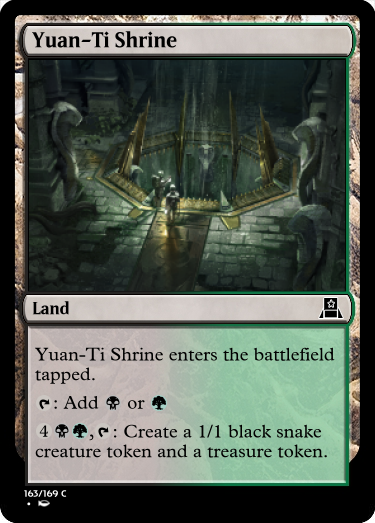 Yuan-Ti Shrine
Land
Yuan-Ti Shrine enters the battlefield
tapped.
: Add or
4 , : Create a 1/1 black snake
creature token and a treasure token.
163/169 C